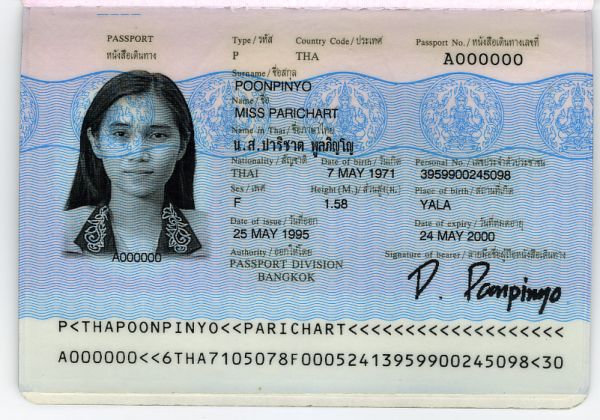 PASSPORT
หนังสือเดินทาง
Type / รหัส Country Code / ประเทศ Passport No. / หนังสือเดินทางเลขที่
P THA A000000
Surname / ชื่อสกุล
POONPINYO
Name / ชื่อ
MISS PARICHART
Name in Thai / ชื่อภาษาไทย
น.ส.ปาริชาต พูลภิญโญ
Nationality / สัญชาติ Date of birth / วันเกิด Personal No. / เลขประจำตัวประชาชน
THAI 7 MAY 1971 3959900245098
Sex / เพศ Height (M.) / ส่วนสูง(ม.) Place of birth / สถานที่เกิด
F 1.58 YALA
Date of issue / วันที่ออก Date of expiry / วันที่หมดอายุ
25 MAY 1995 24 MAY 2000
Authority / ออกให้โดย Signature of bearer / ลายมือชื่อผู้ถือหนังสือเดินทาง
PASSPORT DIVISION
BANGKOK
A000000
P. Poonpinyo
P<THAPOONPINYO<<PARICHART<<<<<<<<<<<<<<<<<<<
A000000<<6THA7105078F00052413959900245098<30